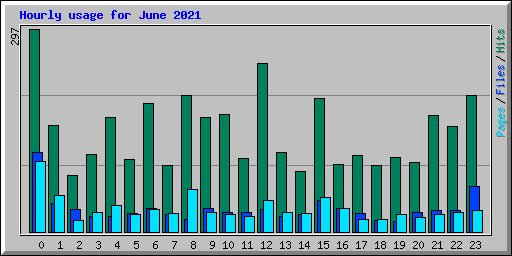 Hourly usage for June 2021
297
Pages / Files / Hits
0 1 2 3 4 5 6 7 8 9 10 11 12 13 14 15 16 17 18 19 20 21 22 23